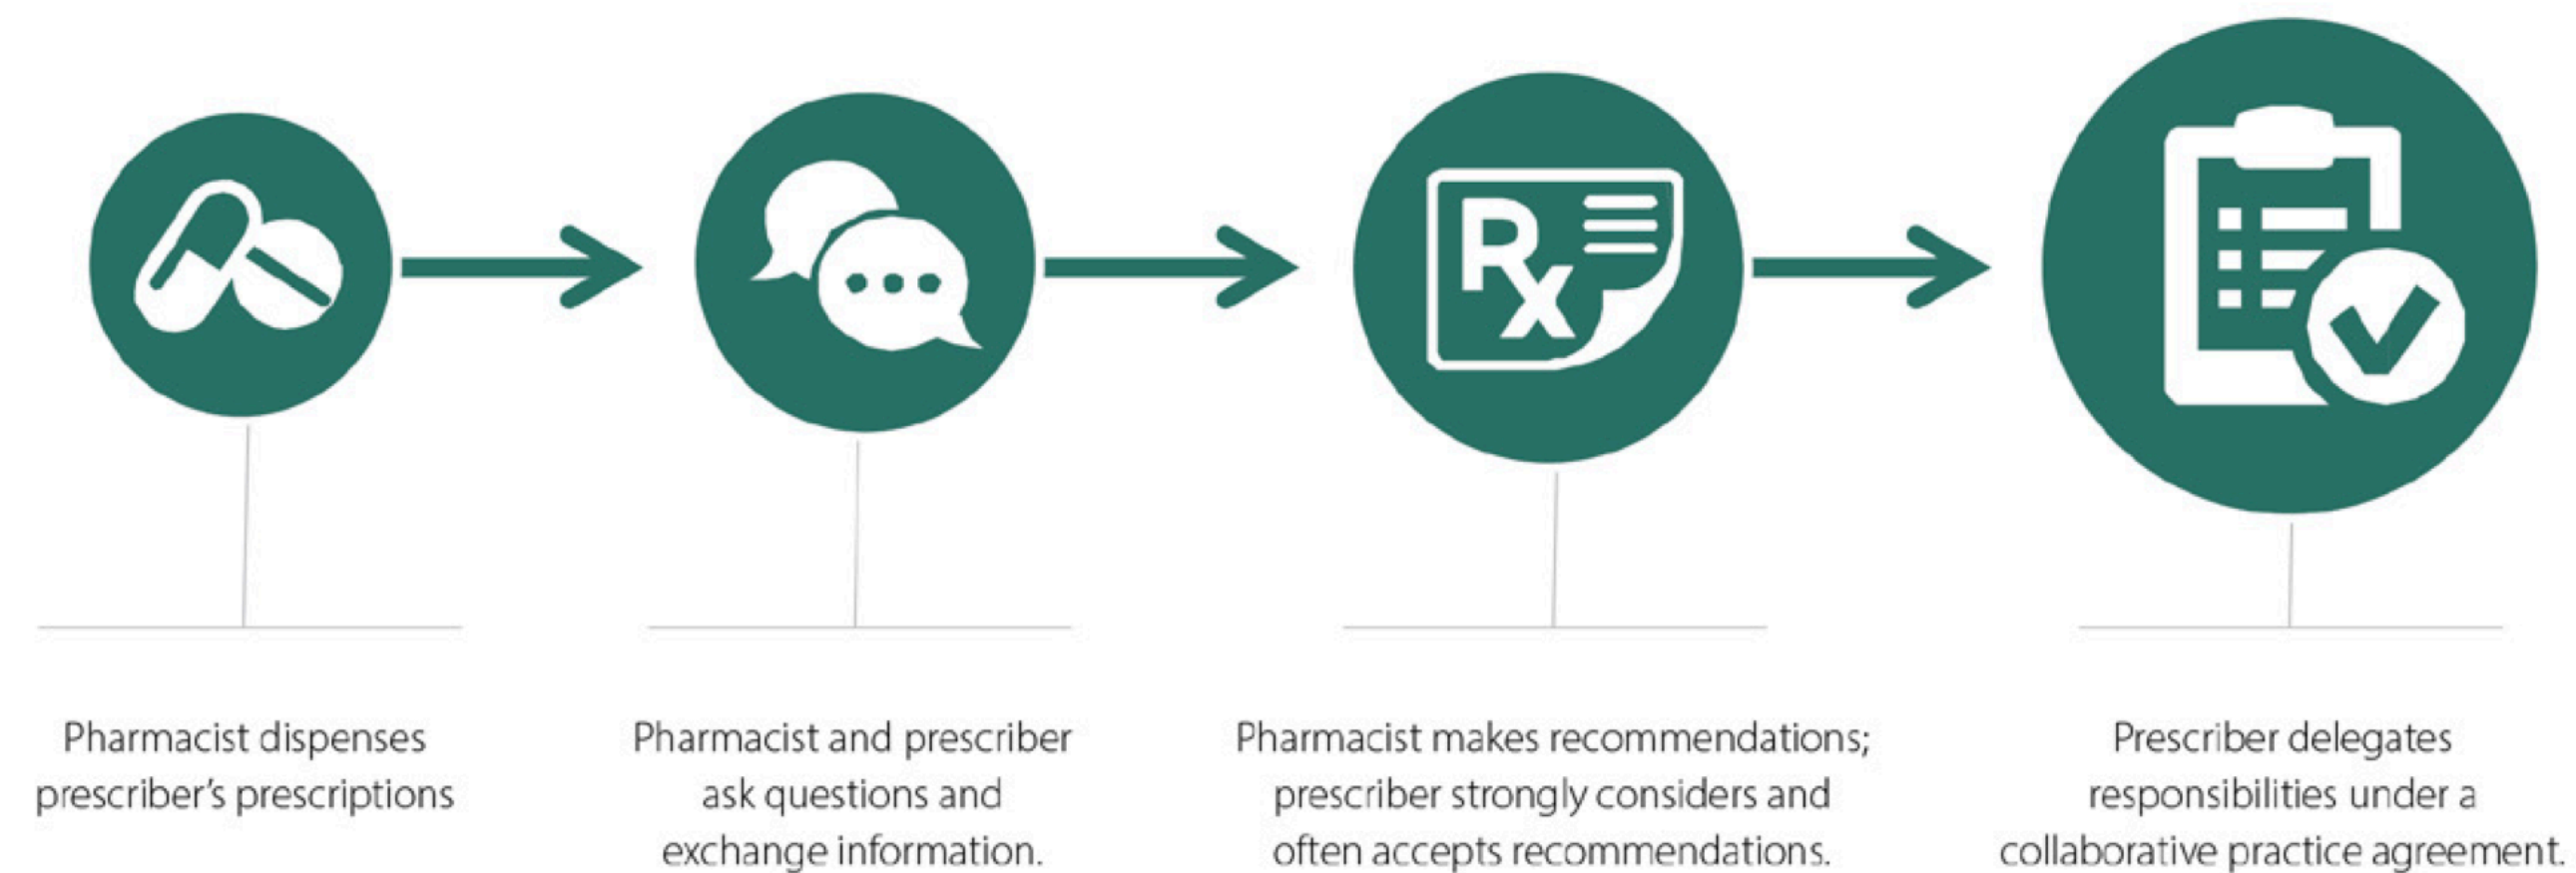 Rx
Pharmacist dispenses
prescriber's prescriptions
Pharmacist and prescriber
ask questions and
exchange information.
Pharmacist makes recommendations;
prescriber strongly considers and
often accepts recommendations.
Prescriber delegates
responsibilities under a
collaborative practice agreement.